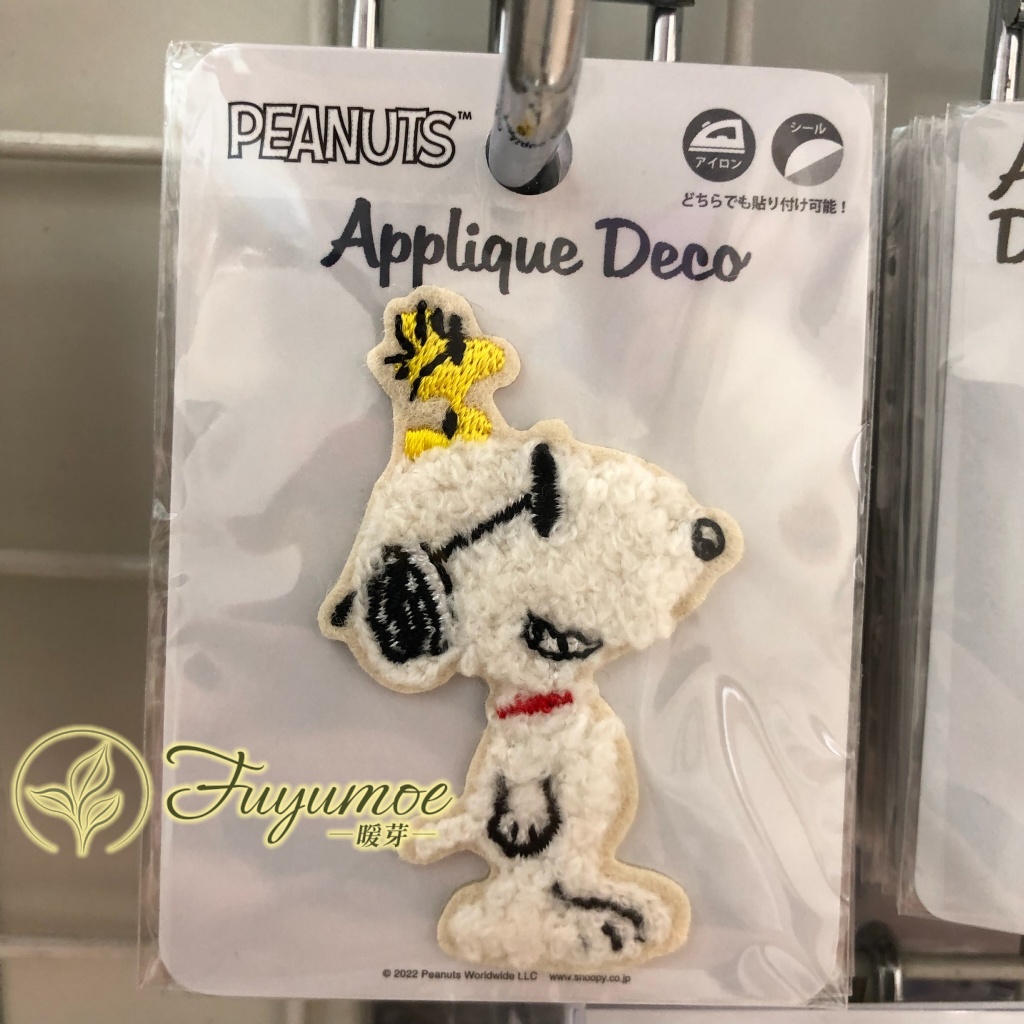 PEANUTS™
アイロン
シール
どちらでも貼り付け可能！
Applique Deco
A
D
Fuyumoe
暖芽
© 2022 Peanuts Worldwide LLC www.snoopy.co.jp